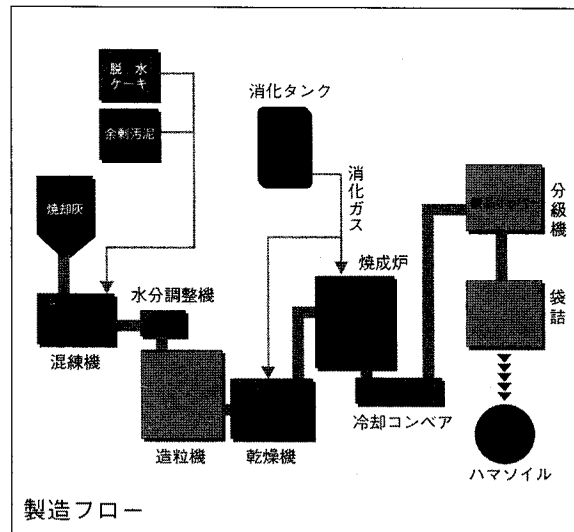 脱 水
ケーキ
余剰汚泥
焼却灰
消化タンク
消化ガス
分級機
焼成炉
水分調整機
袋詰
混練機
造粒機
乾燥機
冷却コンベア
ハマソイル
製造フロー